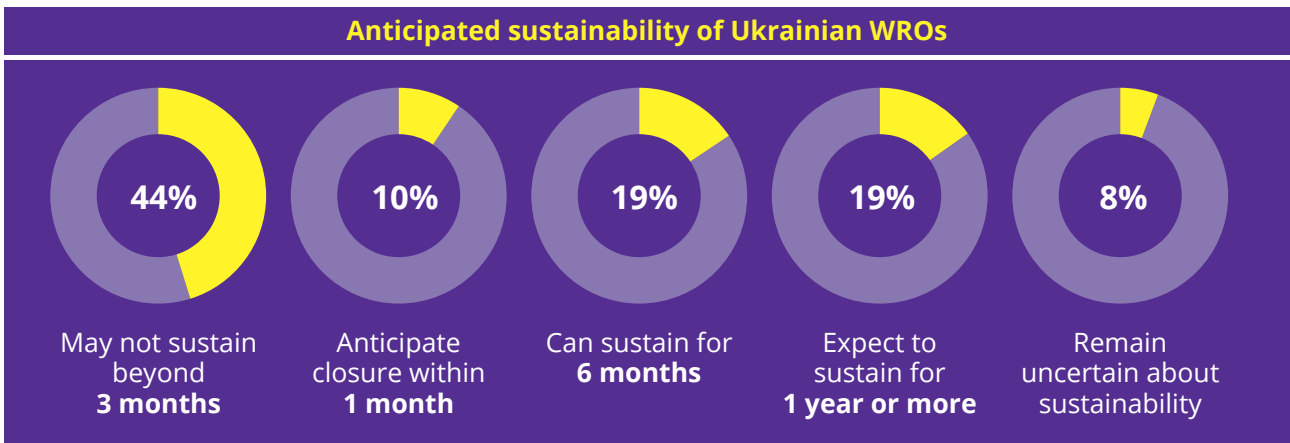 Anticipated sustainability of Ukrainian WROs
44%
10%
19%
19%
8%
May not sustain
beyond
3 months
Anticipate
closure within
1 month
Can sustain for
6 months
Expect to
sustain for
1 year or more
Remain
uncertain about
sustainability